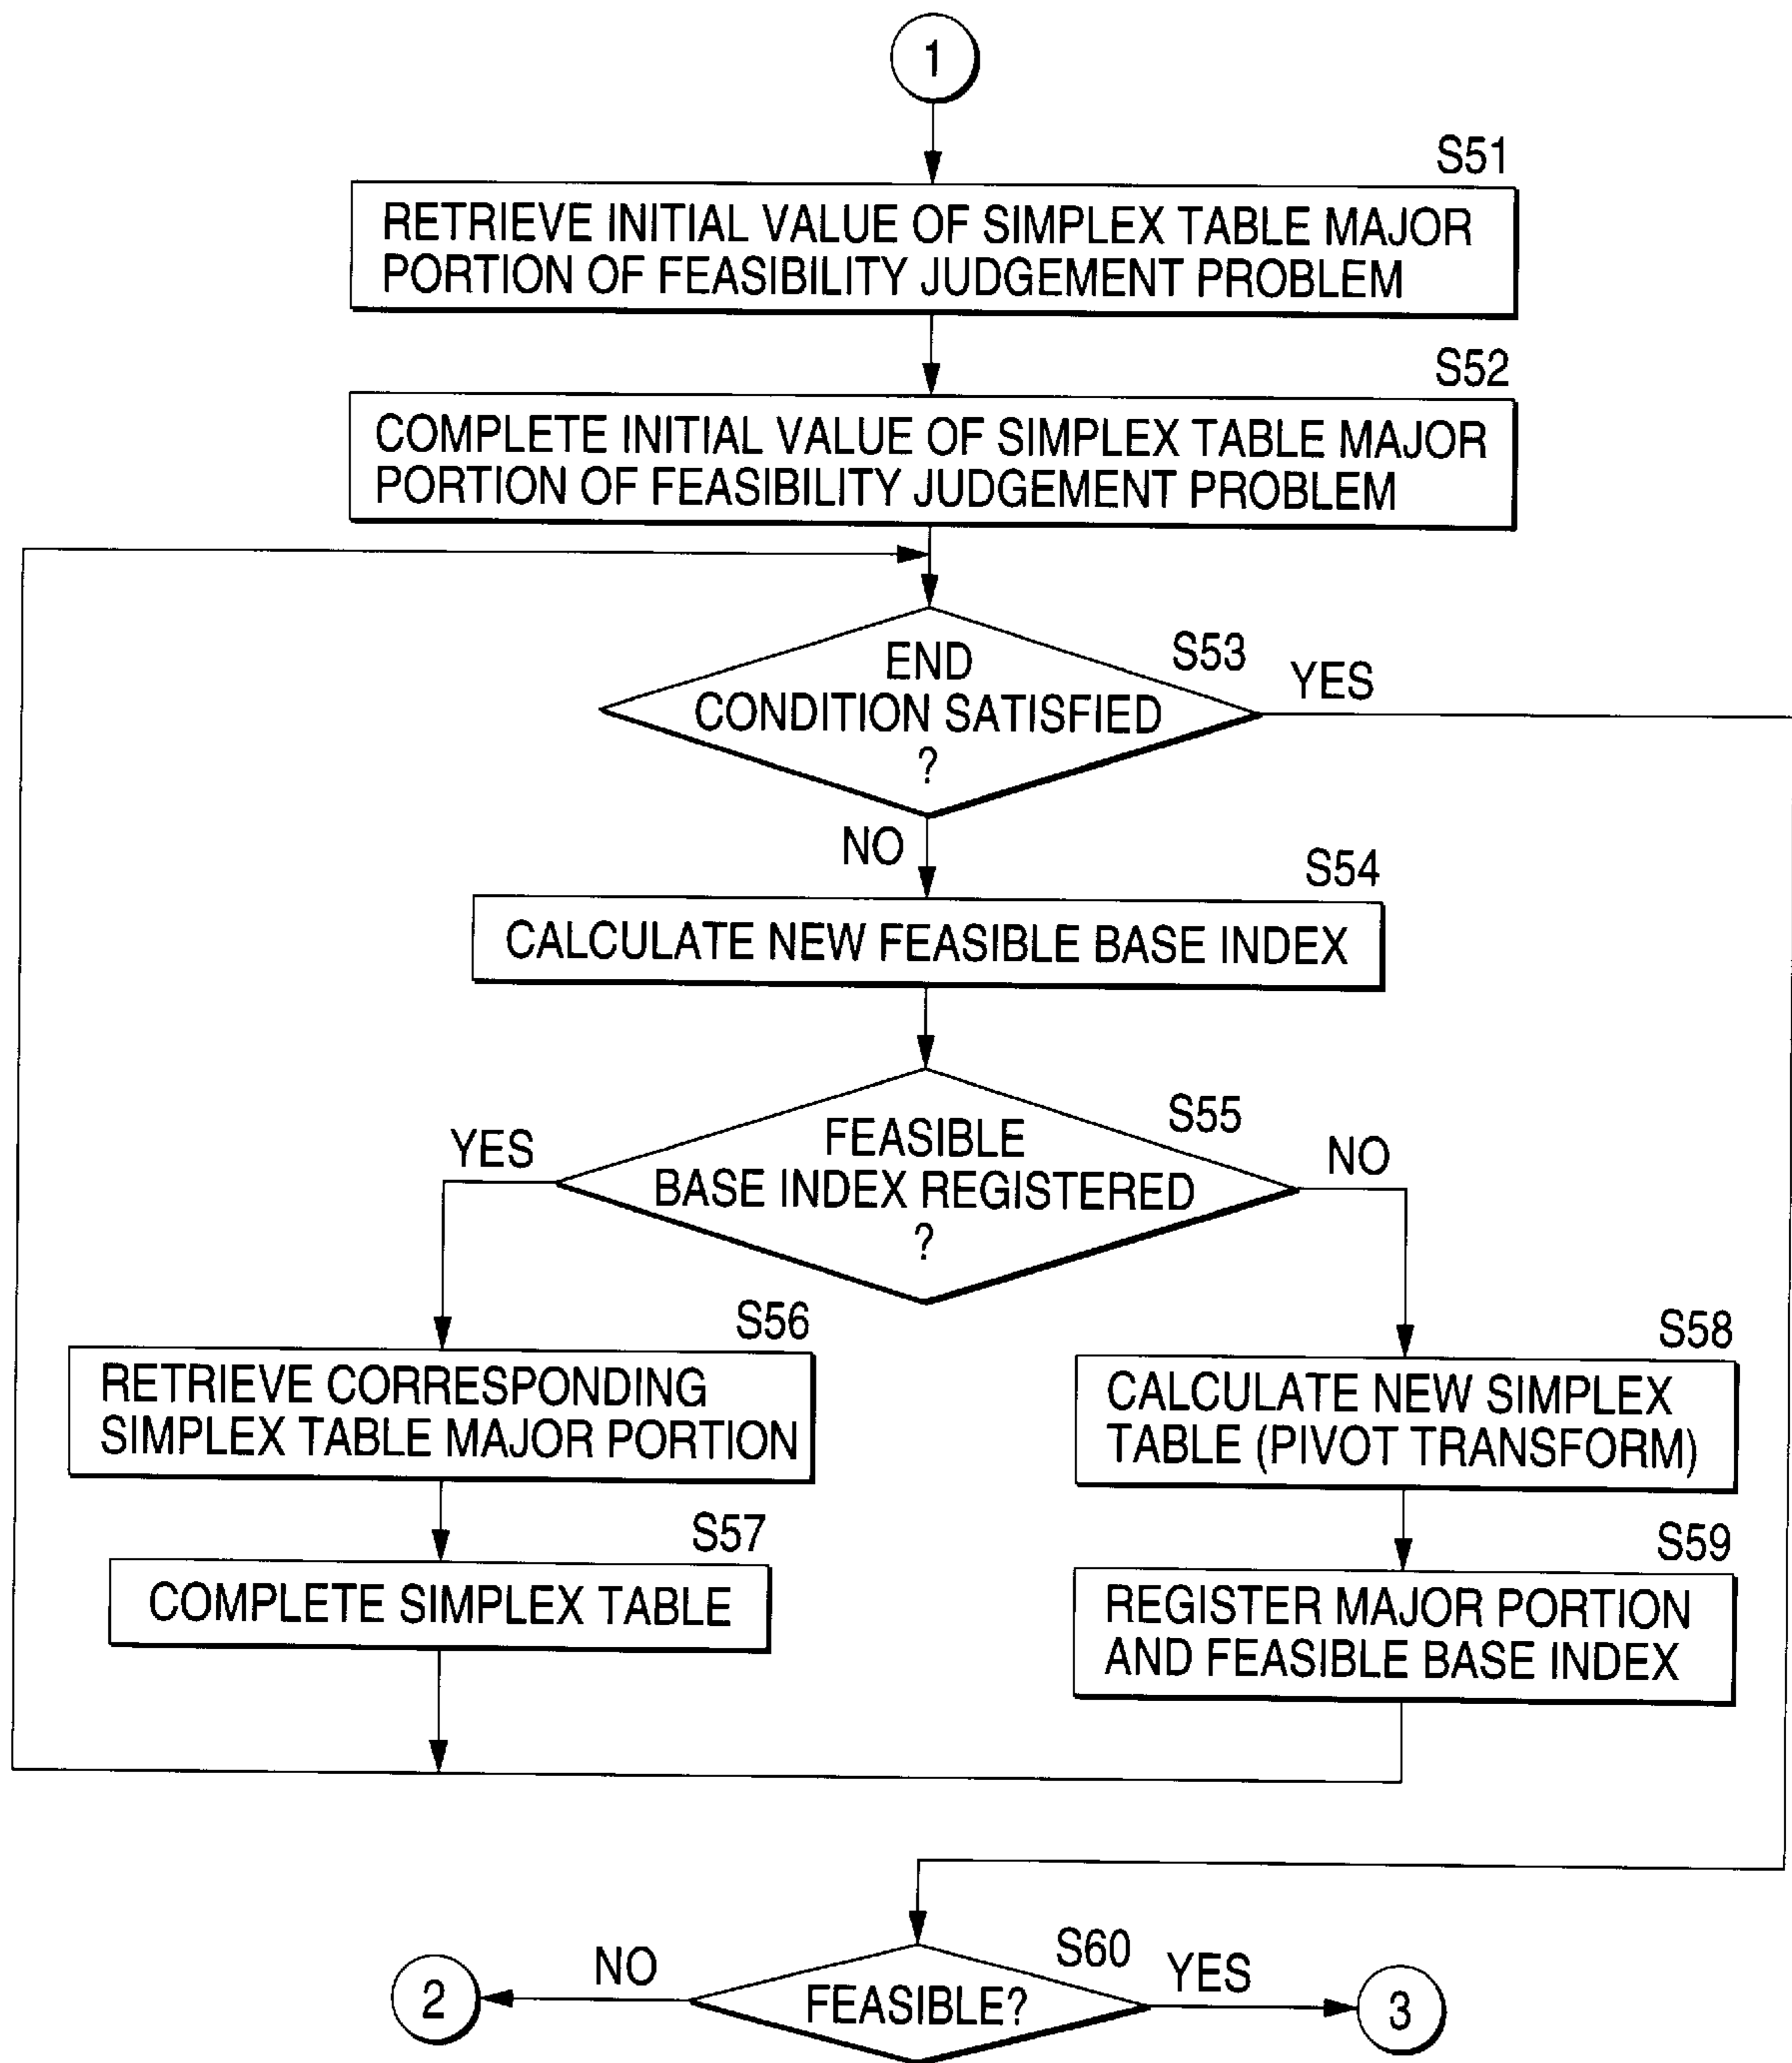 1
S51
RETRIEVE INITIAL VALUE OF SIMPLEX TABLE MAJOR
PORTION OF FEASIBILITY JUDGEMENT PROBLEM
S52
COMPLETE INITIAL VALUE OF SIMPLEX TABLE MAJOR
PORTION OF FEASIBILITY JUDGEMENT PROBLEM
S53
END
CONDITION SATISFIED
?
YES
NO
S54
CALCULATE NEW FEASIBLE BASE INDEX
S55
FEASIBLE
BASE INDEX REGISTERED
?
YES
NO
S56
RETRIEVE CORRESPONDING
SIMPLEX TABLE MAJOR PORTION
S57
COMPLETE SIMPLEX TABLE
S58
CALCULATE NEW SIMPLEX
TABLE (PIVOT TRANSFORM)
S59
REGISTER MAJOR PORTION
AND FEASIBLE BASE INDEX
S60
FEASIBLE?
NO
YES
2
3